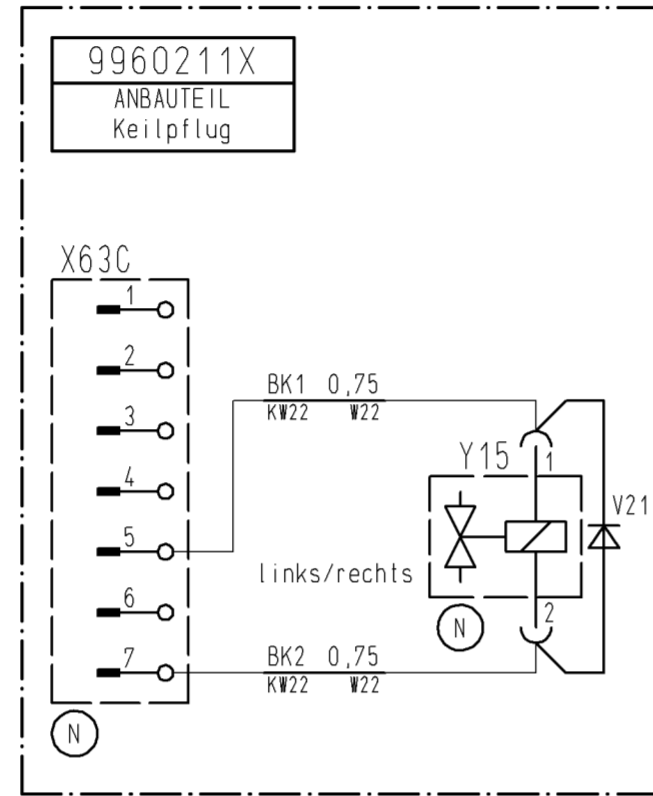 9960211X
ANBAUTEIL
Keilpflug
X63C
1
2
3
4
5
6
7
N
BK1 0,75
KW22 W22
links/rechts
BK2 0,75
KW22 W22
Y15
1
2
N
V21